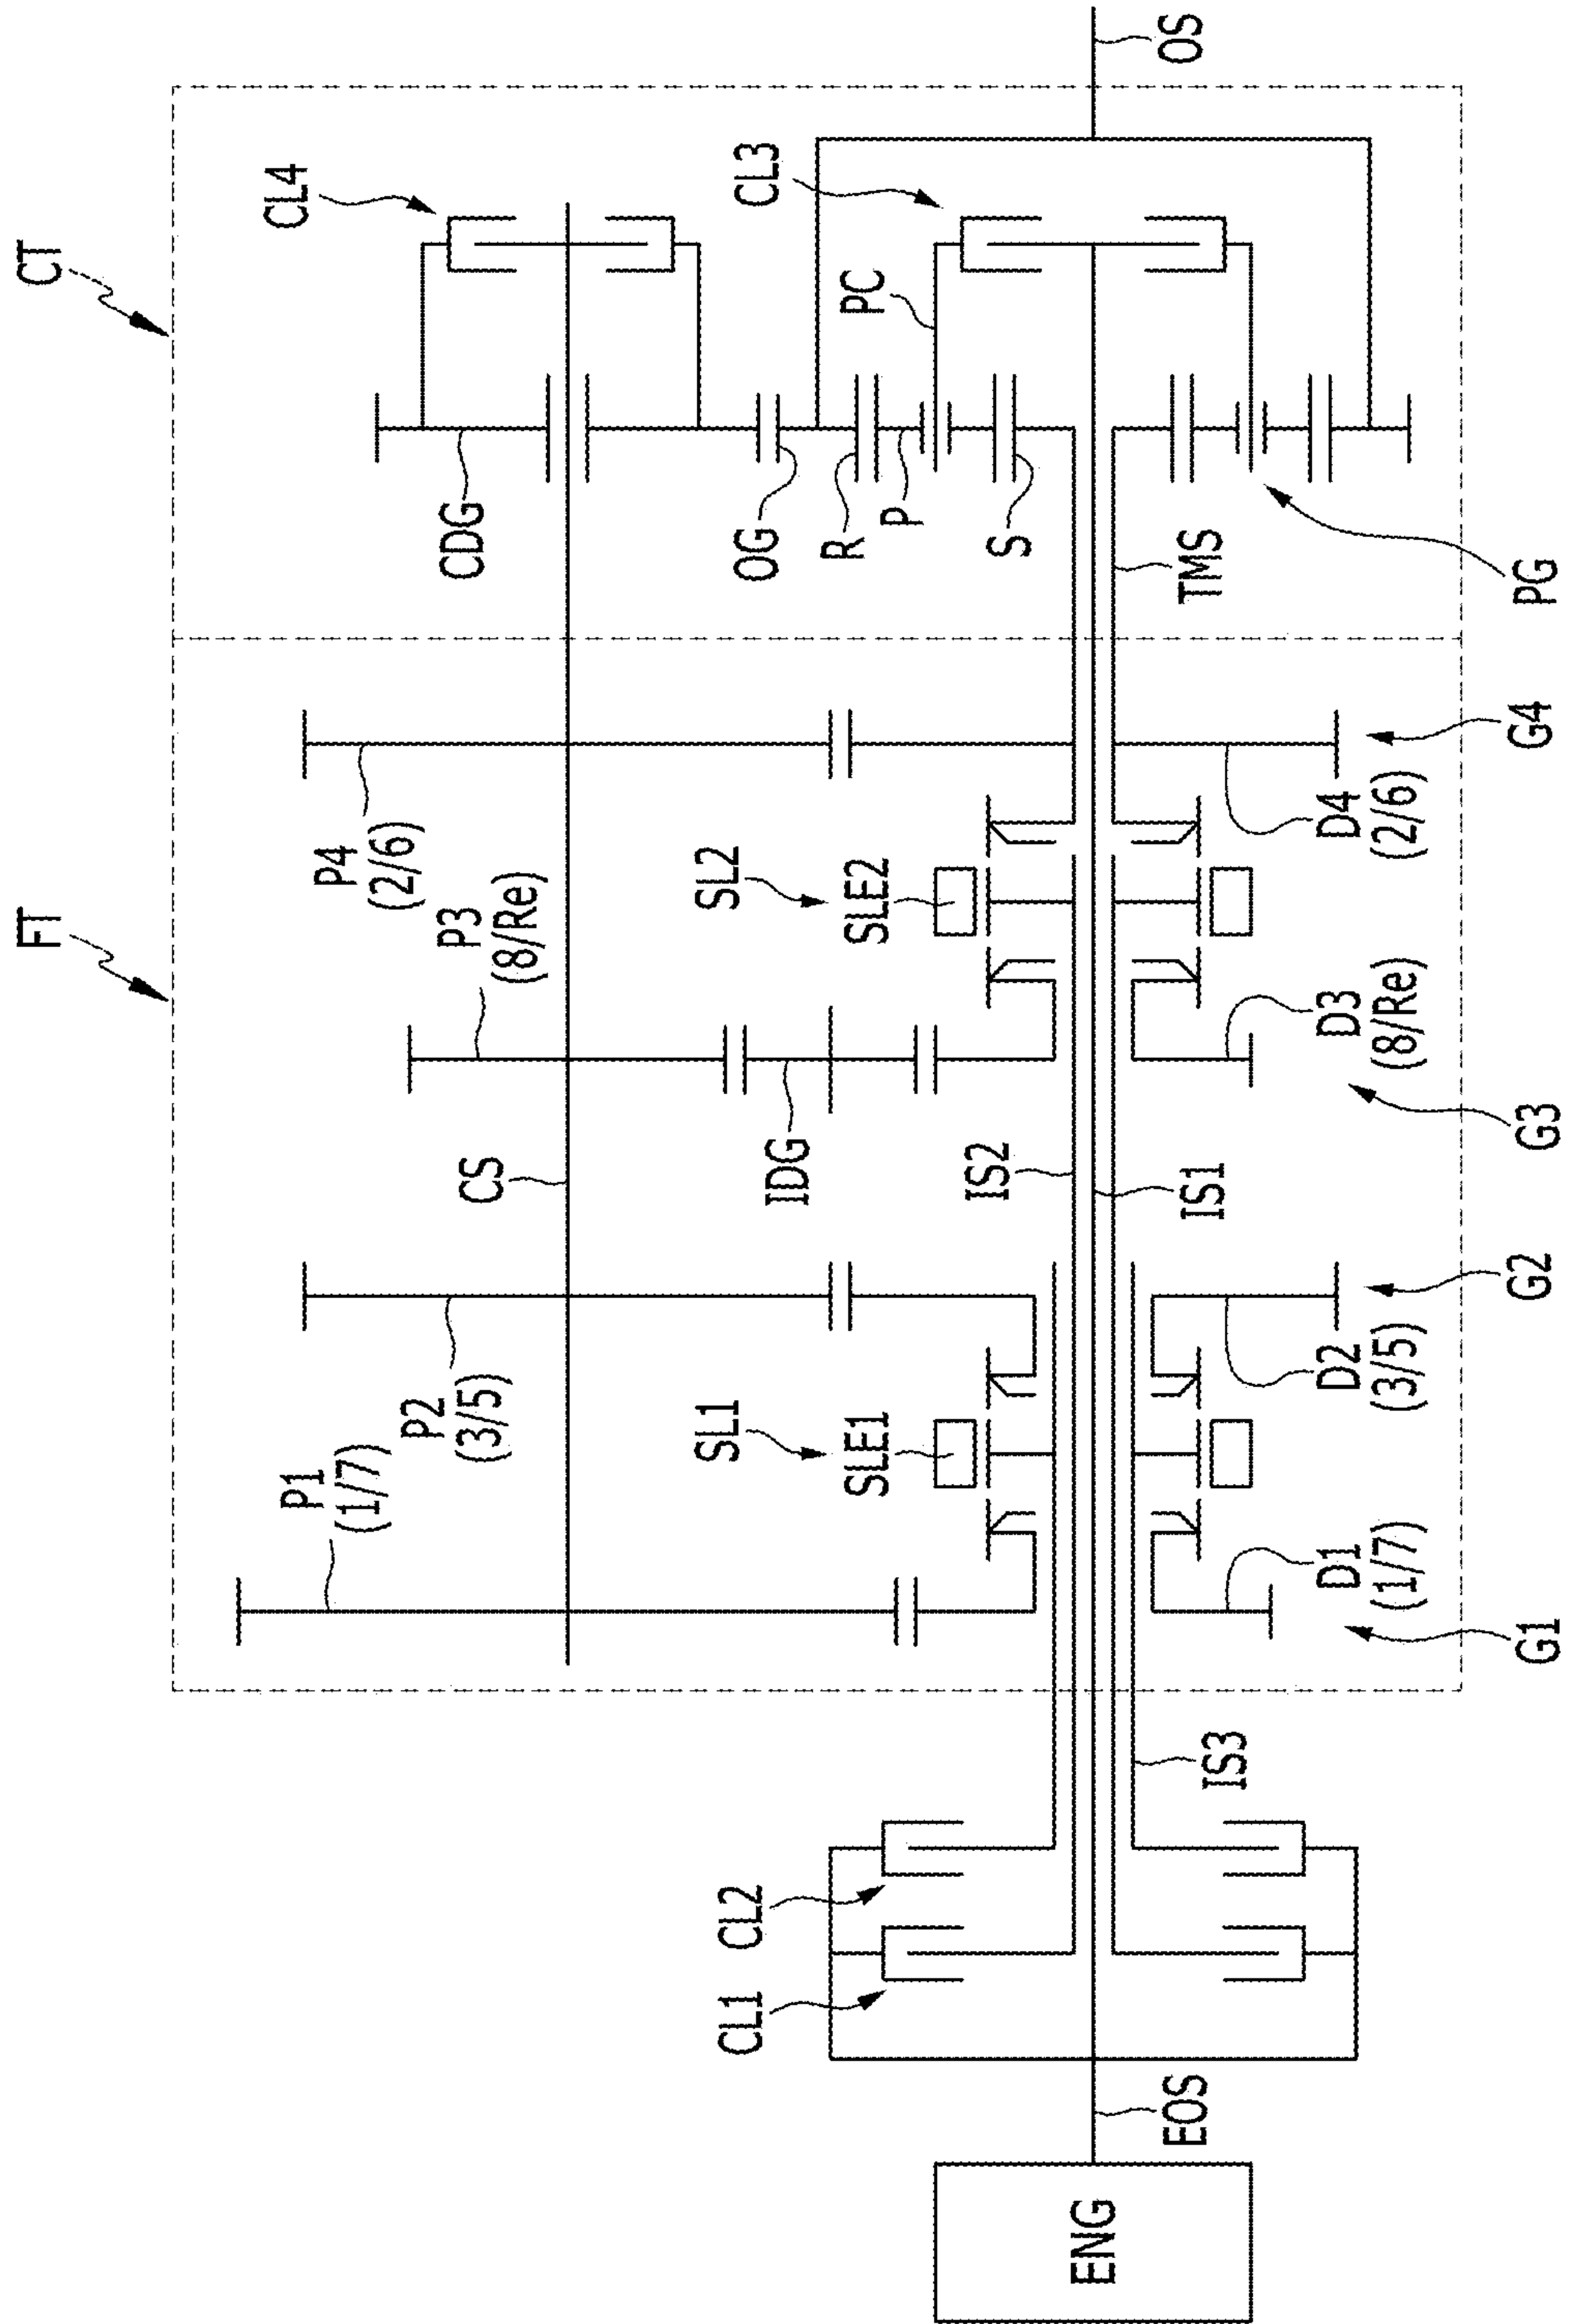 CT
FT
CL4
CL3
OS
CDG
OG
R
P
S
PC
TMS
PG
P4
(2/6)
P3
(8/Re)
SL2
SLE2
D4
(2/6)
G4
D3
(8/Re)
G3
CS
IDG
IS2
IS1
P2
(3/5)
P1
(1/7)
SL1
SLE1
D2
(3/5)
G2
D1
(1/7)
G1
IS3
CL2
CL1
EOS
ENG